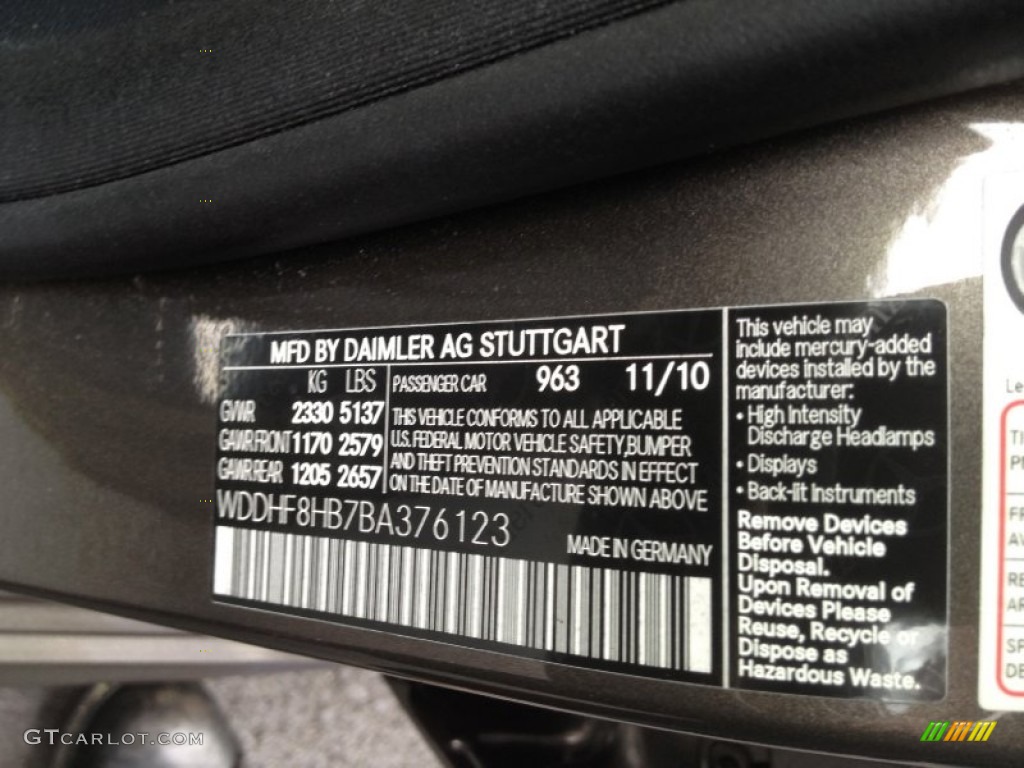 MFD BY DAIMLER AG STUTTGART
KG LBS
GVWR 2330 5137
GAWR FRONT 1170 2579
GAWR REAR 1205 2657
PASSENGER CAR 963 11/10
THIS VEHICLE CONFORMS TO ALL APPLICABLE
U.S. FEDERAL MOTOR VEHICLE SAFETY, BUMPER
AND THEFT PREVENTION STANDARDS IN EFFECT
ON THE DATE OF MANUFACTURE SHOWN ABOVE
WDDHF8HB7BA376123
MADE IN GERMANY
This vehicle may
include mercury-added
devices installed by the
manufacturer:
• High Intensity
Discharge Headlamps
• Displays
• Back-lit Instruments
Remove Devices
Before Vehicle
Disposal.
Upon Removal of
Devices Please
Reuse, Recycle or
Dispose as
Hazardous Waste.
GTCARLOT.COM